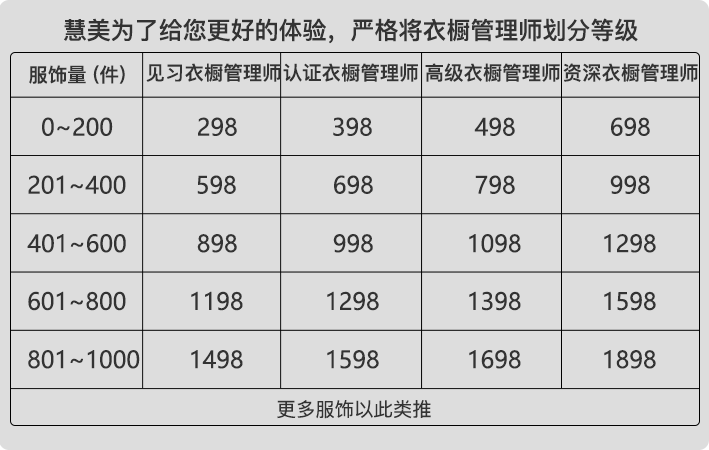 慧美为了给您更好的体验，严格将衣橱管理师划分等级
服饰量（件） 见习衣橱管理师 认证衣橱管理师 高级衣橱管理师 资深衣橱管理师
0~200 298 398 498 698
201~400 598 698 798 998
401~600 898 998 1098 1298
601~800 1198 1298 1398 1598
801~1000 1498 1598 1698 1898
更多服饰以此类推